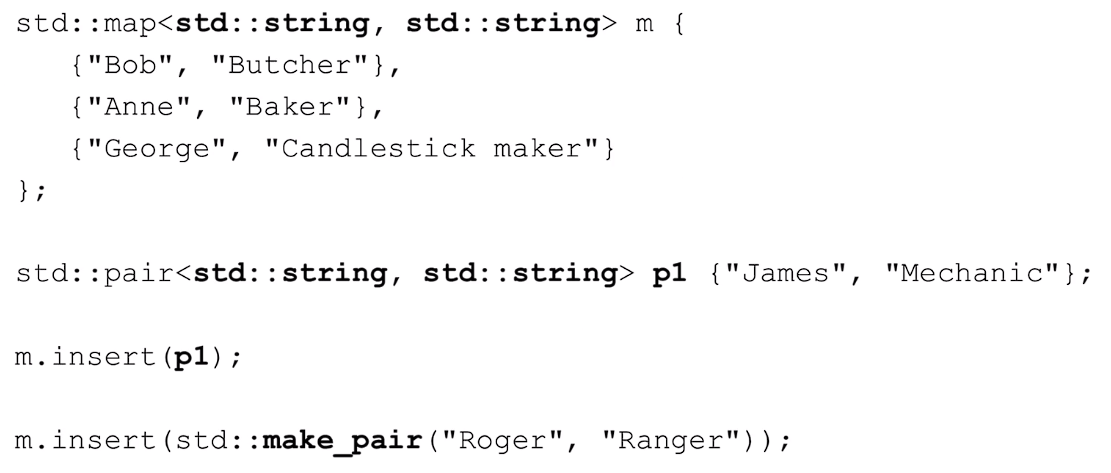 std::map<std::string, std::string> m {
{"Bob", "Butcher"},
{"Anne", "Baker"},
{"George", "Candlestick maker"}
};
std::pair<std::string, std::string> p1 {"James", "Mechanic"};
m.insert(p1);
m.insert(std::make_pair("Roger", "Ranger"));